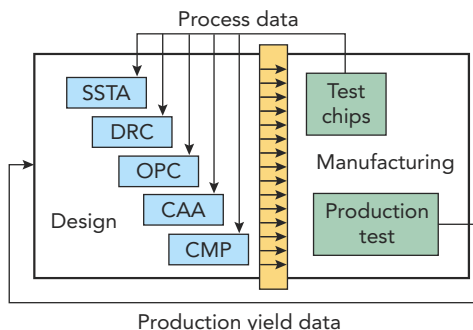 Process data
SSTA
DRC
OPC
CAA
CMP
Design
Test
chips
Manufacturing
Production
test
Production yield data